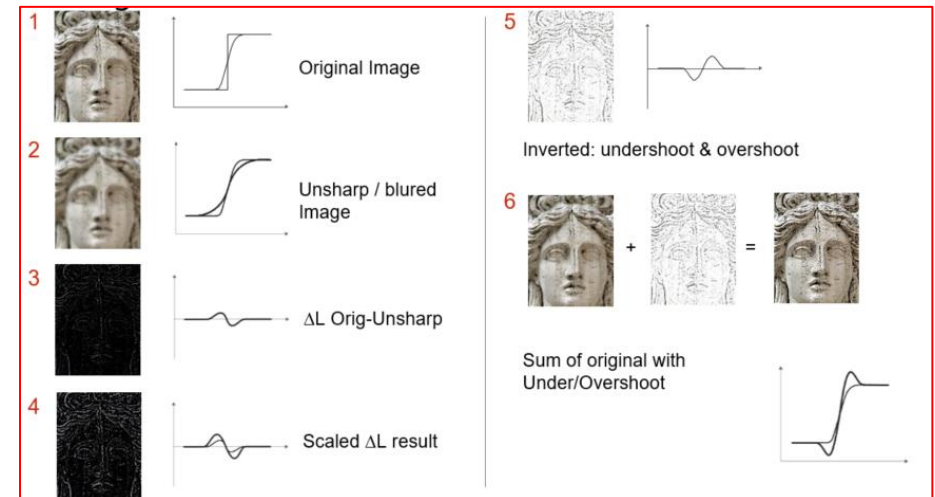 1
Original Image
2
Unsharp / blured
Image
3
ΔL Orig-Unsharp
4
Scaled ΔL result
5
Inverted: undershoot & overshoot
6
+
=
Sum of original with
Under/Overshoot